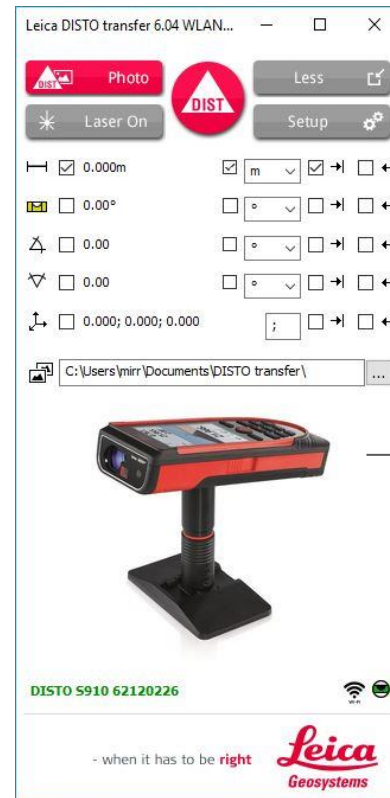 Leica DISTO transfer 6.04 WLAN...
DIST Photo
DIST
Less
Laser On
Setup
0.000m m
0.00° °
0.00 °
0.00 °
0.000; 0.000; 0.000 ;
C:\Users\mirr\Documents\DISTO transfer\ ...
DISTO S910 62120226
Wi-Fi
- when it has to be right
Leica
Geosystems